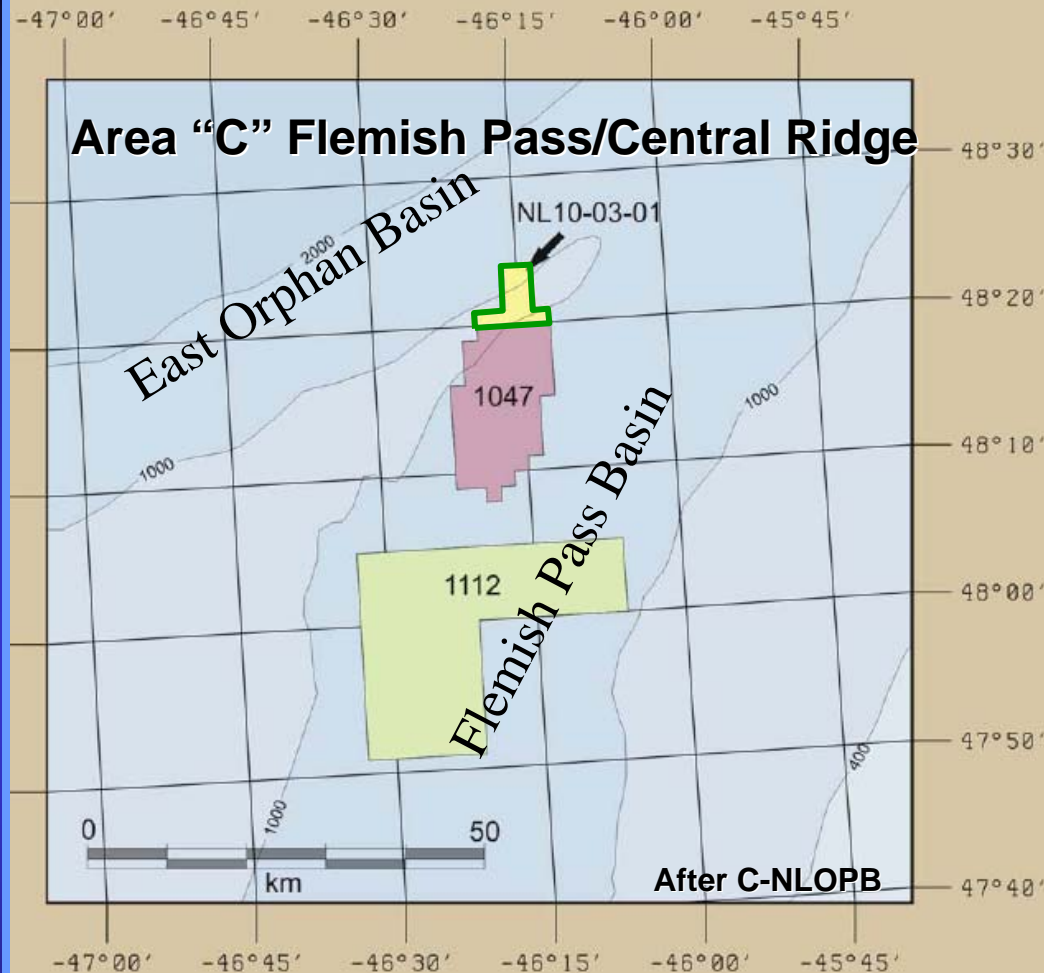 -47°00′ -46°45′ -46°30′ -46°15′ -46°00′ -45°45′
Area “C” Flemish Pass/Central Ridge
48°30′
East Orphan Basin
2000
NL10-03-01
48°20′
1047
1000
1000
48°10′
Flemish Pass Basin
1112
48°00′
47°50′
400
1000
0 50
km
After C-NLOPB
47°40′
-47°00′ -46°45′ -46°30′ -46°15′ -46°00′ -45°45′